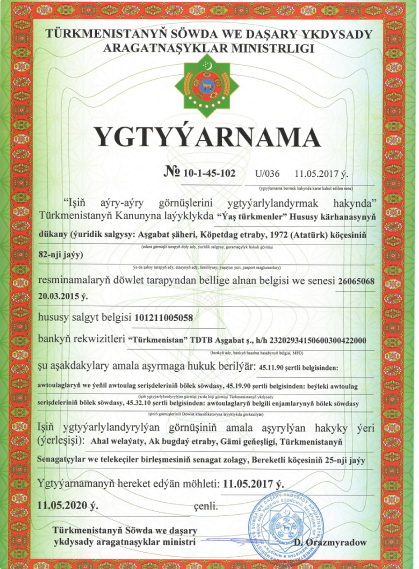 TÜRKMENISTANYŇ SÖWDA WE DAŞARY YKDYSADY
ARAGATNAŞYKLAR MINISTRLIGI
YGTYÝARNAMA
№ 10-1-45-102 U/036 11.05.2017 ý.
"Işiň aýry-aýry görnüşlerini ygtyýarlylandyrmak hakynda"
Türkmenistanyň Kanunyna laýyklykda "Ýaş türkmenler" Hususy kärhanasynyň
dükany (ýuridik salgysy: Aşgabat şäheri, Köpetdag etraby, 1972 (Atatürk) köçesiniň
82-nji jaýy)
resminamalaryň döwlet tarapyndan bellige alnan belgisi we senesi 26065068
20.03.2015 ý.
hususy salgyt belgisi 101211005058
bankyň rekwizitleri "Türkmenistan" TDTB Aşgabat ş., h/h 23202934150600300422000
şu aşakdakylary amala aşyrmaga hukuk berilýär: 45.11.90 şertli belgisinden:
awtoulaglaryň we ýeňil awtoulag serişdeleriniň bölek söwdasy, 45.19.90 şertli belgisinden: beýleki awtoulag
serişdeleriniň bölek söwdasy, 45.32.10 şertli belgisinden: awtoulaglaryň belgili enjamlarynyň bölek söwdasy
Işiň ygtyýarlylandyrylýan görnüşiniň amala aşyrylýan hakyky ýeri
(ýerleşişi): Ahal welaýaty, Ak bugdaý etraby, Gämi geňeşligi, Türkmenistanyň
Senagatçylar we telekeçiler birleşmesiniň senagat zolagy, Bereketli köçesiniň 25-nji jaýy
Ygtyýarnamanyň hereket edýän möhleti: 11.05.2017 ý.
11.05.2020 ý. çenli.
Türkmenistanyň Söwda we daşary
ykdysady aragatnaşyklar ministri D. Orazmyradow